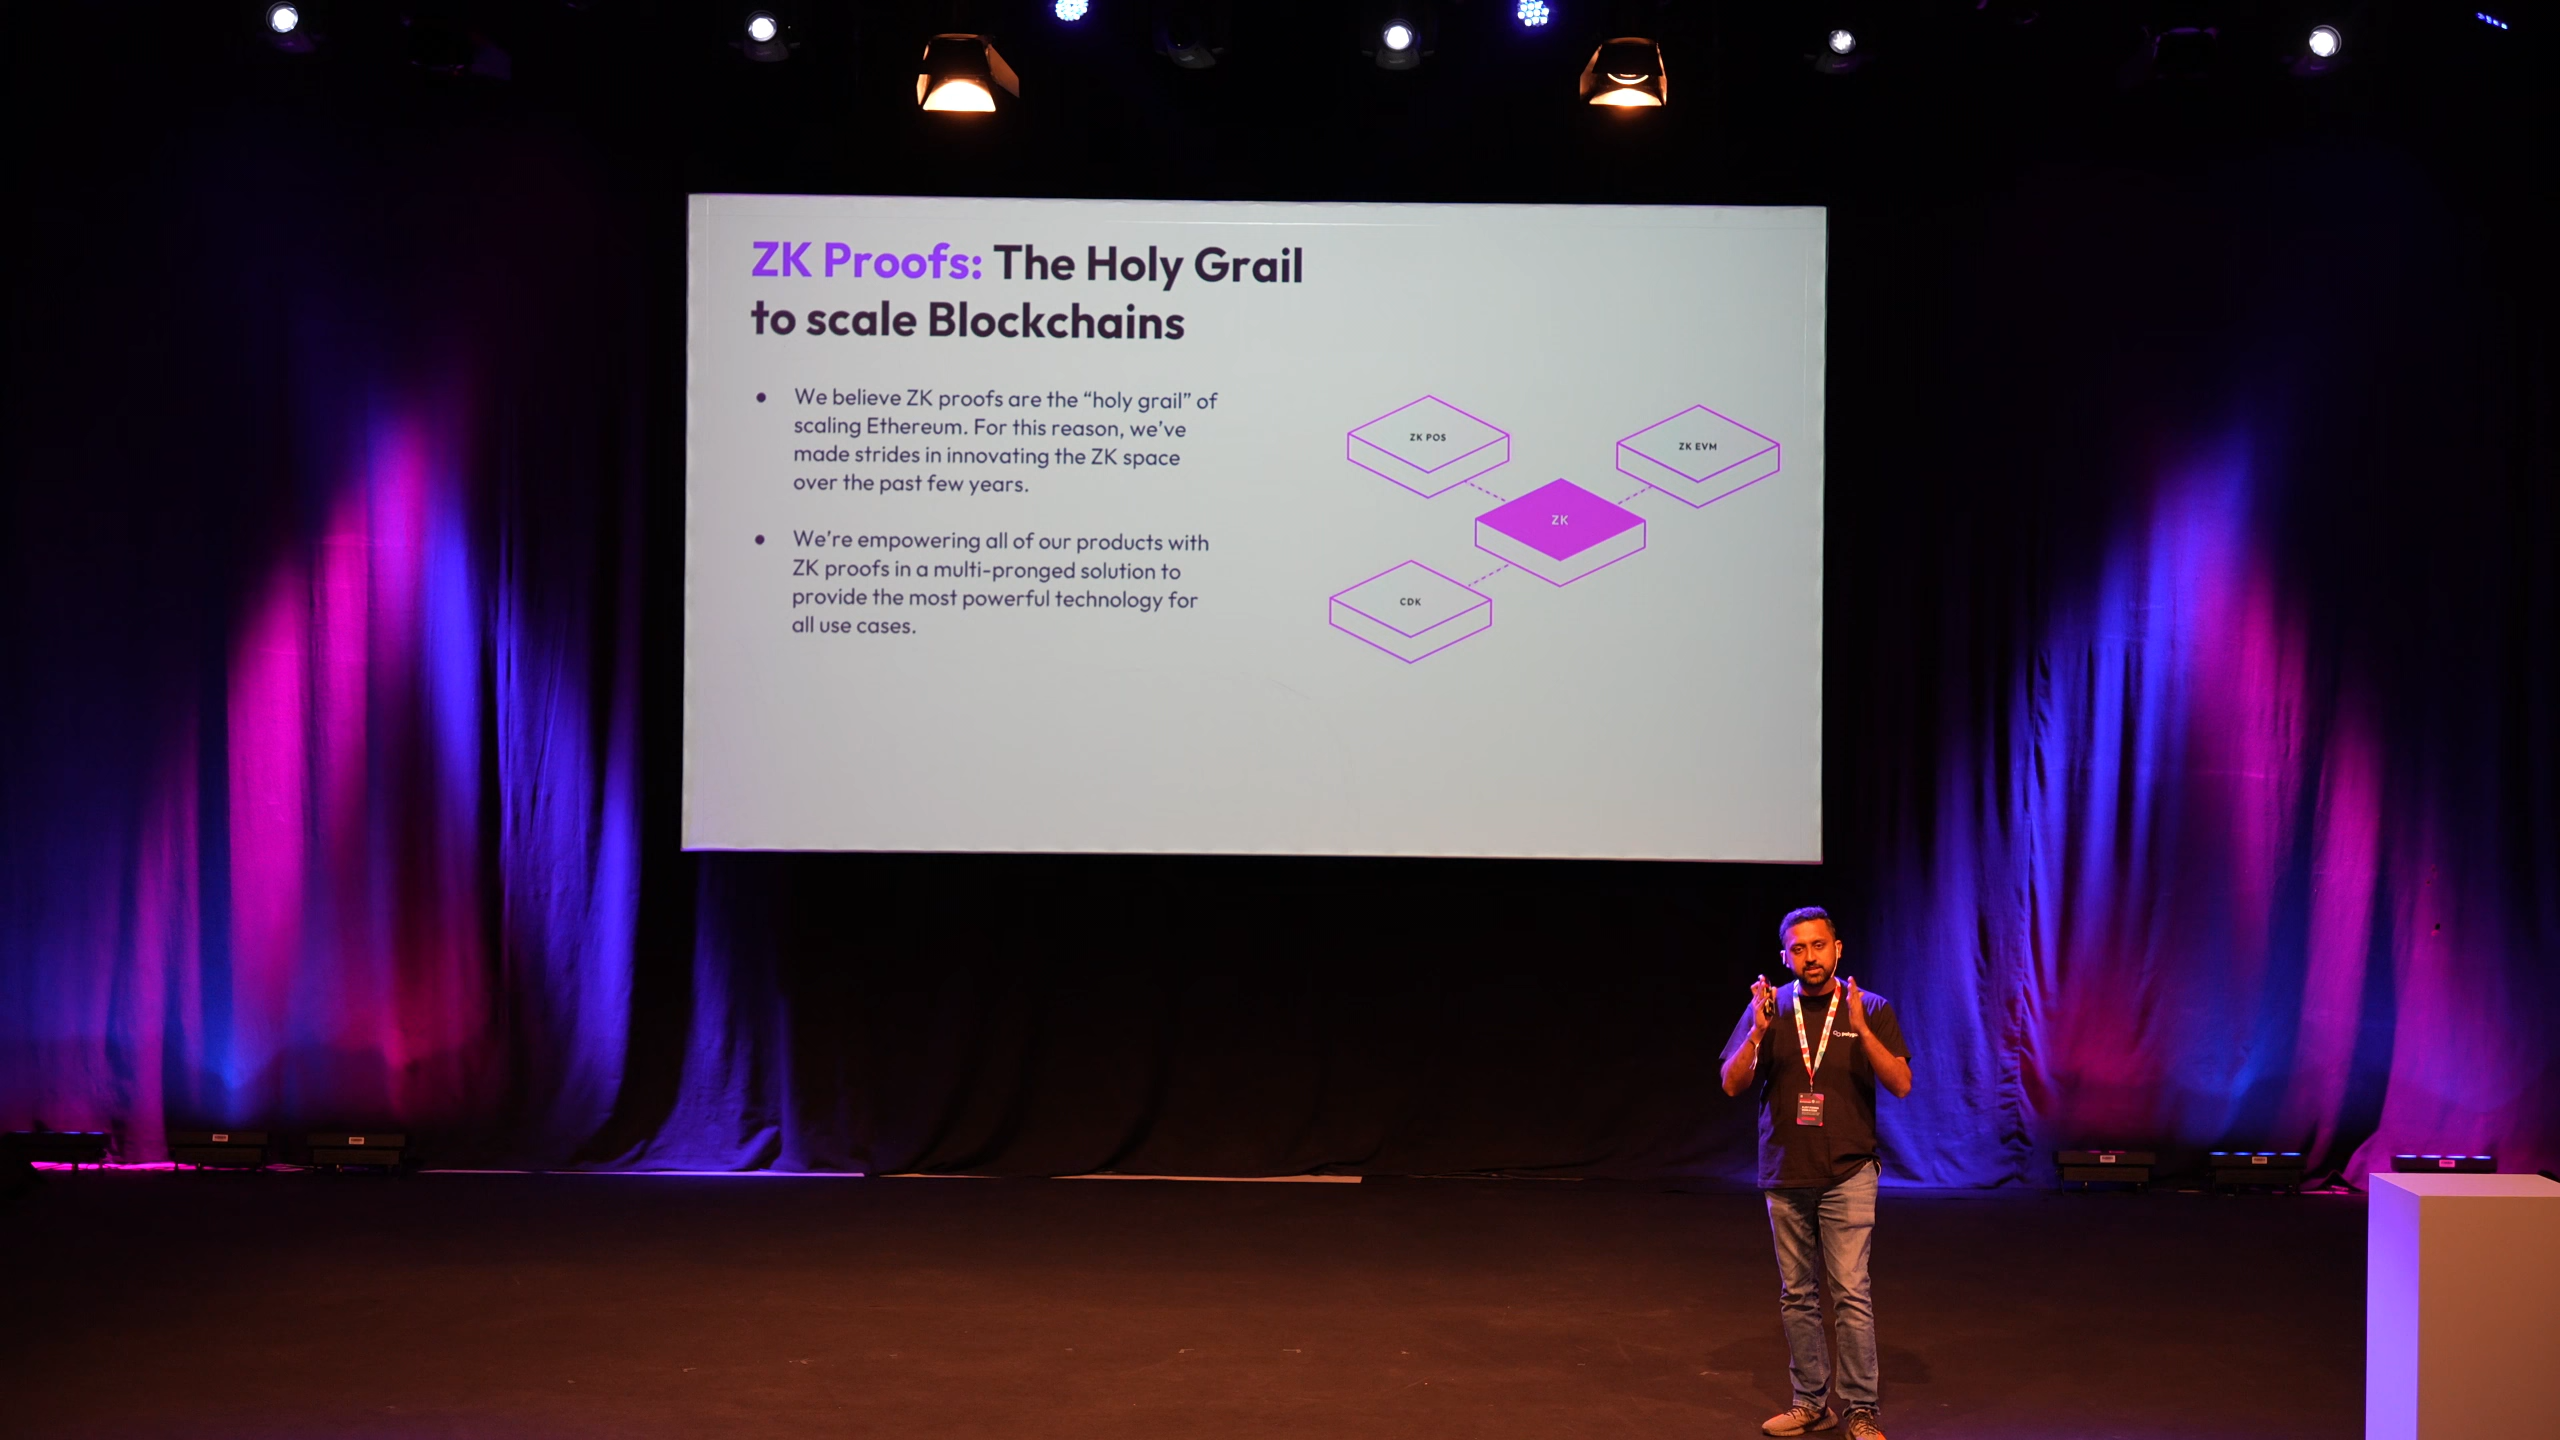 ZK Proofs: The Holy Grail
to scale Blockchains
● We believe ZK proofs are the “holy grail” of
scaling Ethereum. For this reason, we’ve
made strides in innovating the ZK space
over the past few years.
● We’re empowering all of our products with
ZK proofs in a multi-pronged solution to
provide the most powerful technology for
all use cases.
ZK POS
ZK EVM
ZK
CDK